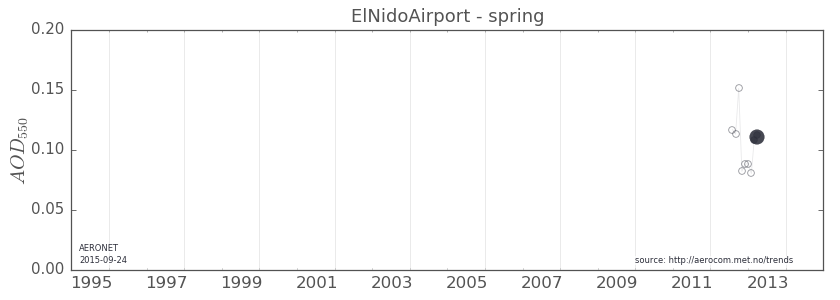 ElNidoAirport - spring
0.20
0.15
0.10
0.05
0.00
AOD550
AERONET
2015-09-24
source: http://aerocom.met.no/trends
1995 1997 1999 2001 2003 2005 2007 2009 2011 2013